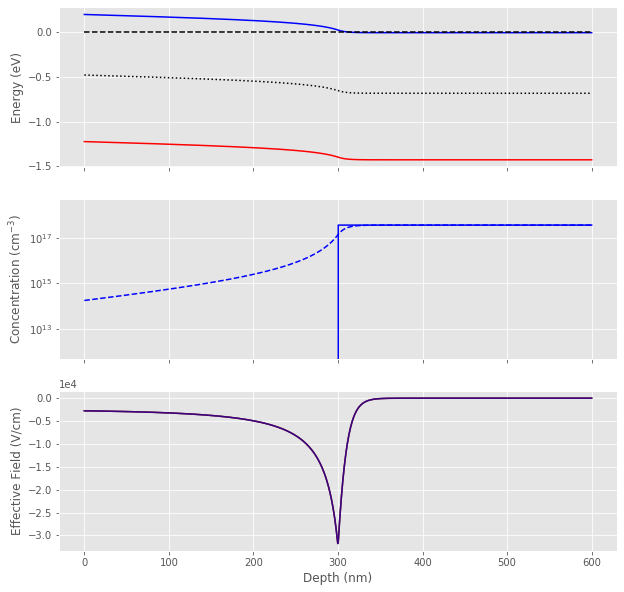 0.0
−0.5
−1.0
−1.5
Energy (eV)
10^17
10^15
10^13
Concentration (cm^−3)
1e4
0.0
−0.5
−1.0
−1.5
−2.0
−2.5
−3.0
Effective Field (V/cm)
0 100 200 300 400 500 600
Depth (nm)